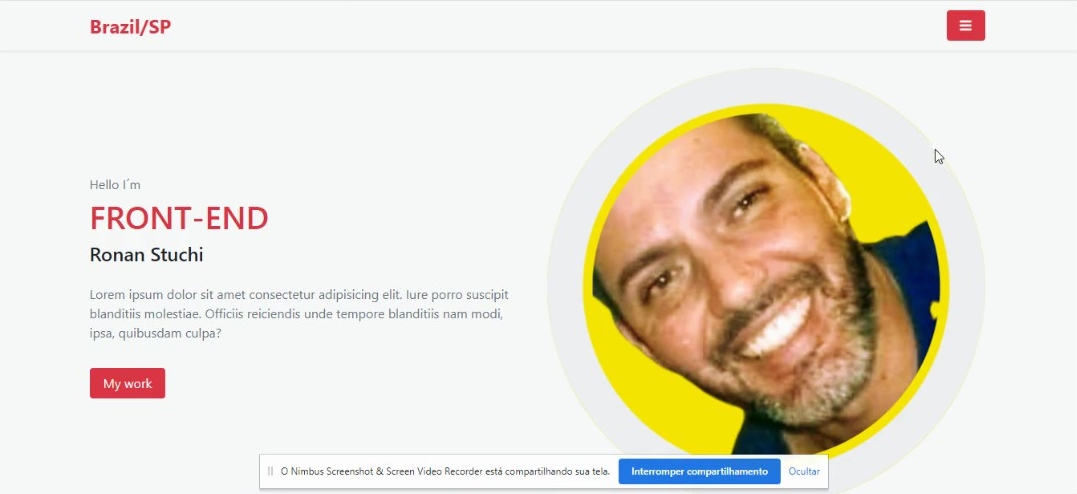 Brazil/SP
Hello I´m
FRONT-END
Ronan Stuchi
Lorem ipsum dolor sit amet consectetur adipisicing elit. Iure porro suscipit
blanditiis molestiae. Officiis reiciendis unde tempore blanditiis nam modi,
ipsa, quibusdam culpa?
My work
O Nimbus Screenshot & Screen Video Recorder está compartilhando sua tela. Interromper compartilhamento Ocultar